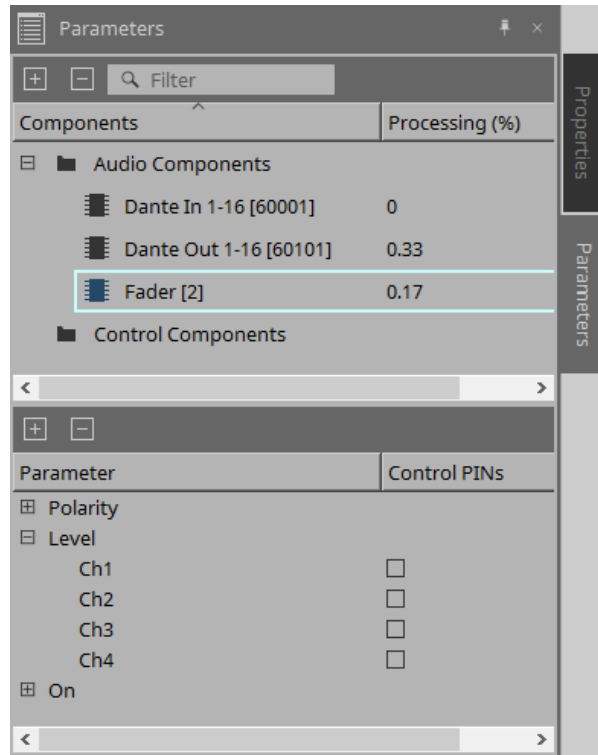 Parameters
Filter
Components Processing (%)
Audio Components
Dante In 1-16 [60001] 0
Dante Out 1-16 [60101] 0.33
Fader [2] 0.17
Control Components
Parameter Control PINs
Polarity
Level
Ch1
Ch2
Ch3
Ch4
On
Properties
Parameters